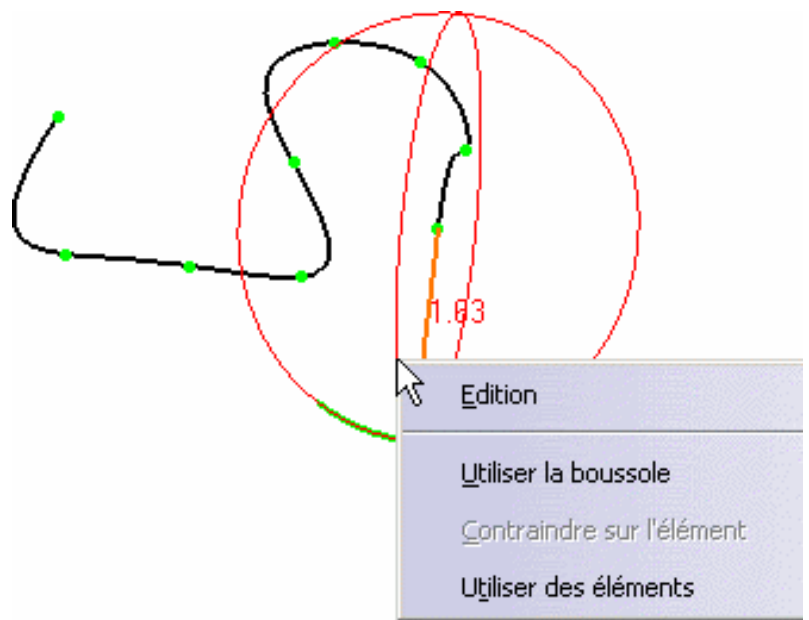 1.63
Edition
Utiliser la boussole
Contraindre sur l'élément
Utiliser des éléments